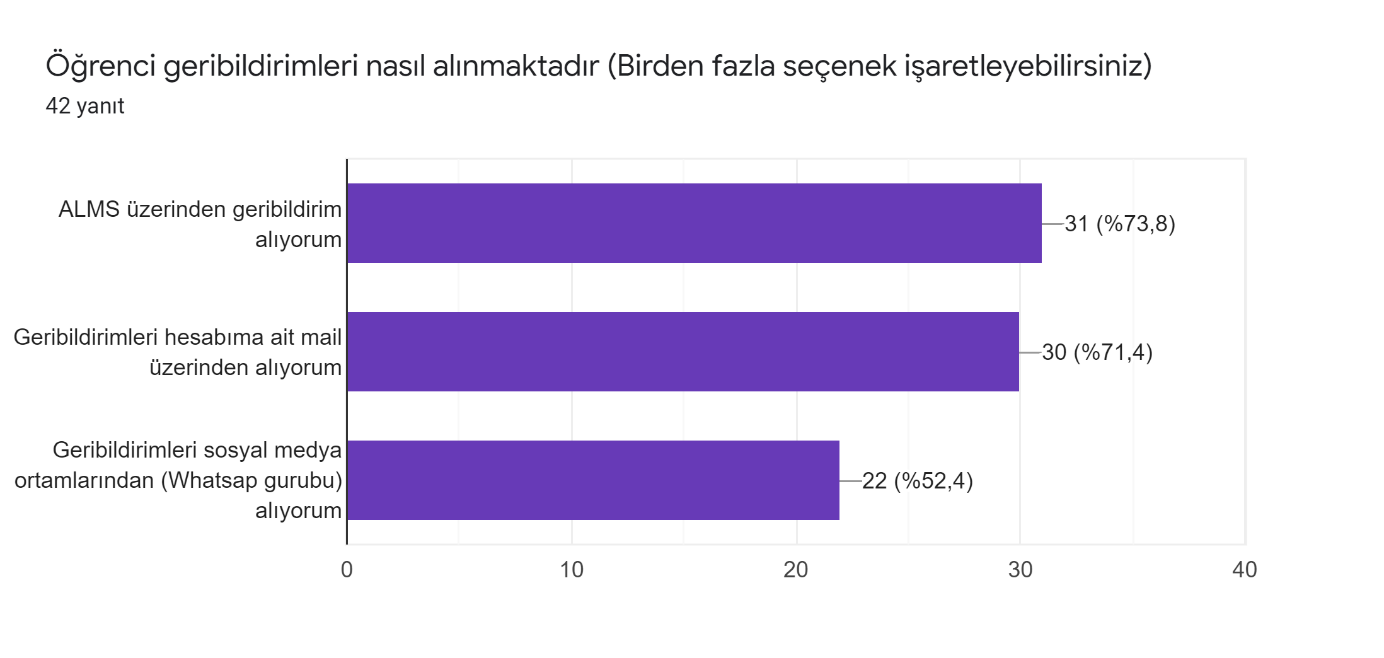 Öğrenci geribildirimleri nasıl alınmaktadır (Birden fazla seçenek işaretleyebilirsiniz)
42 yanıt
ALMS üzerinden geribildirim
alıyorum
31 (%73,8)
Geribildirimleri hesabıma ait mail
üzerinden alıyorum
30 (%71,4)
Geribildirimleri sosyal medya
ortamlarından (Whatsap gurubu)
alıyorum
22 (%52,4)
0 10 20 30 40